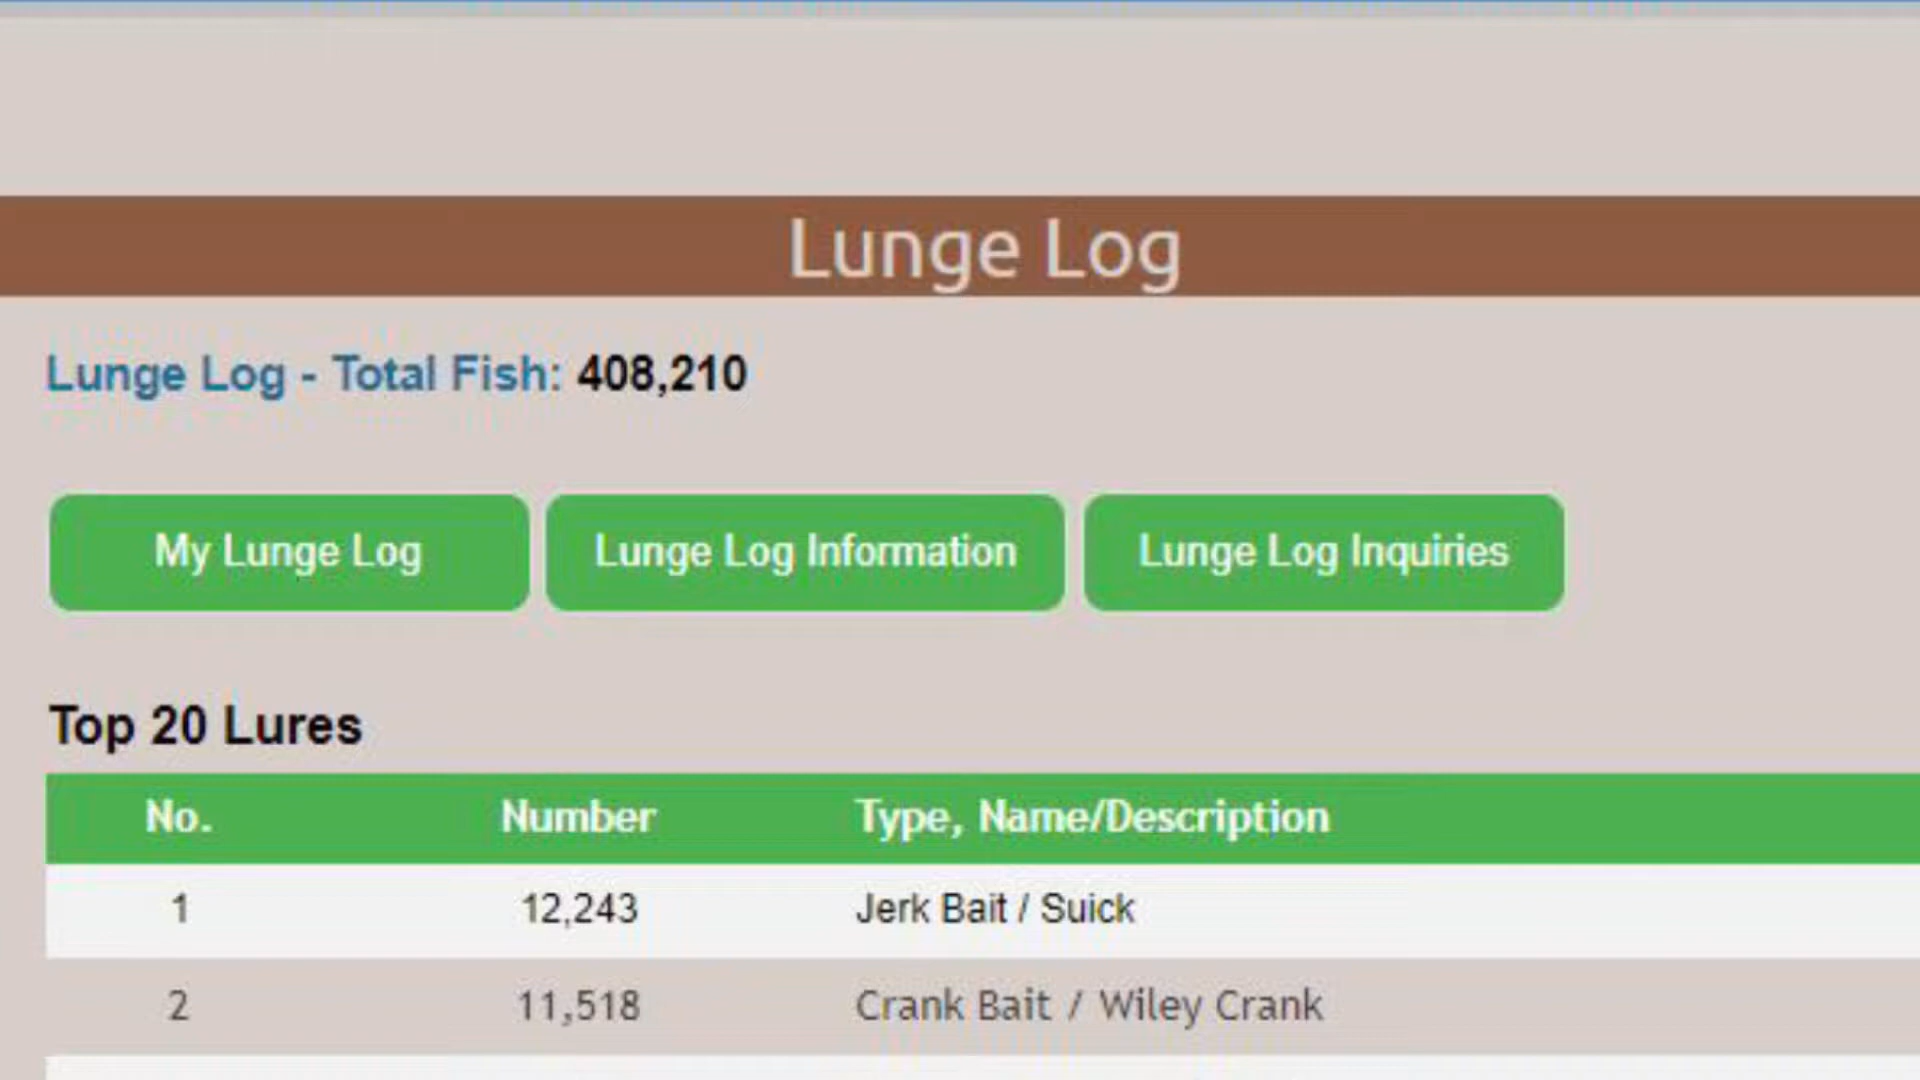 Lunge Log
Lunge Log - Total Fish: 408,210
My Lunge Log Lunge Log Information Lunge Log Inquiries
Top 20 Lures
No. Number Type, Name/Description
1 12,243 Jerk Bait / Suick
2 11,518 Crank Bait / Wiley Crank